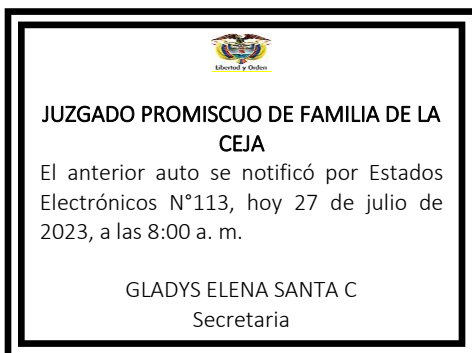 Libertad y Orden
JUZGADO PROMISCUO DE FAMILIA DE LA
CEJA
El anterior auto se notificó por Estados
Electrónicos N°113, hoy 27 de julio de
2023, a las 8:00 a. m.
GLADYS ELENA SANTA C
Secretaria